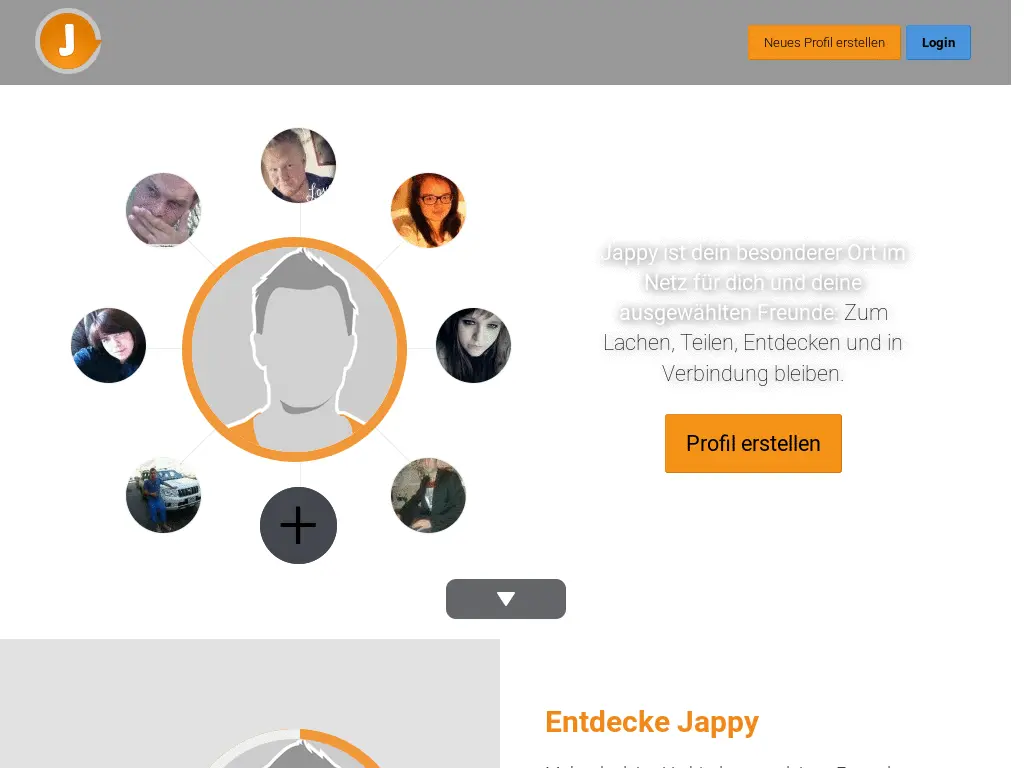 J
Neues Profil erstellen
Login
Jappy ist dein besonderer Ort im
Netz für dich und deine
ausgewählten Freunde: Zum
Lachen, Teilen, Entdecken und in
Verbindung bleiben.
Profil erstellen
Entdecke Jappy